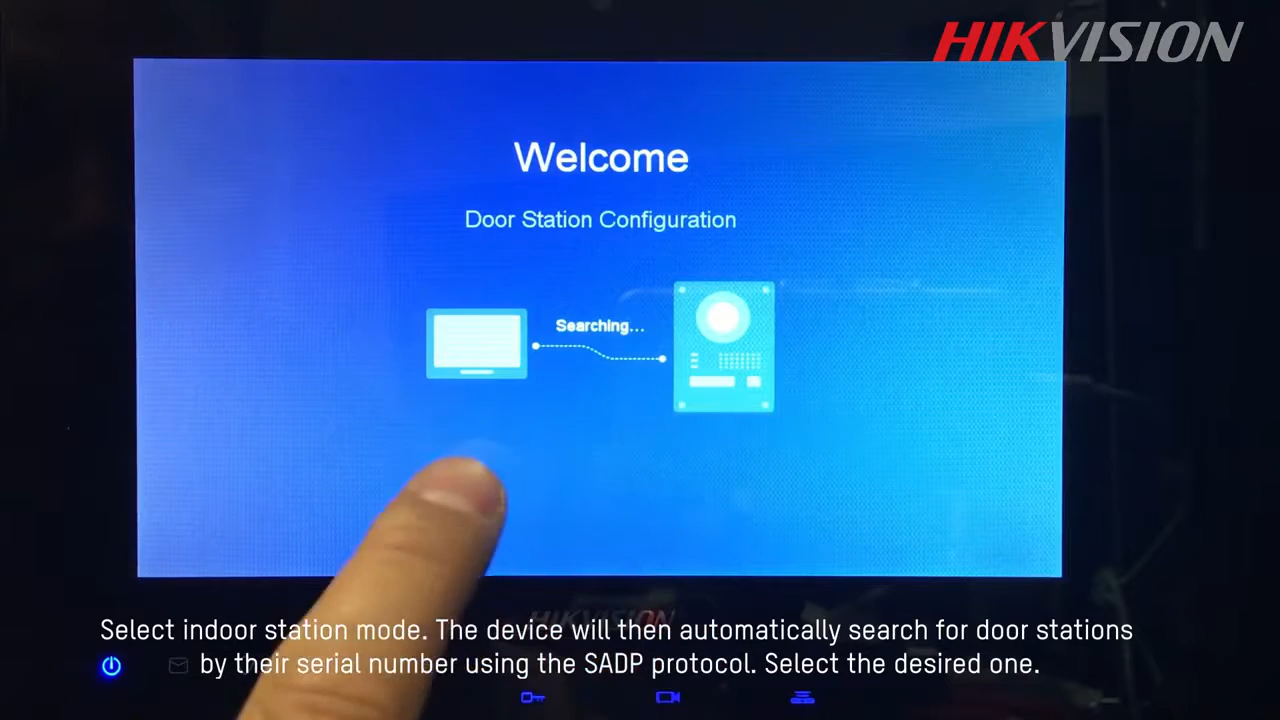 HIKVISION
Welcome
Door Station Configuration
Searching...
HIKVISION
Select indoor station mode. The device will then automatically search for door stations
by their serial number using the SADP protocol. Select the desired one.